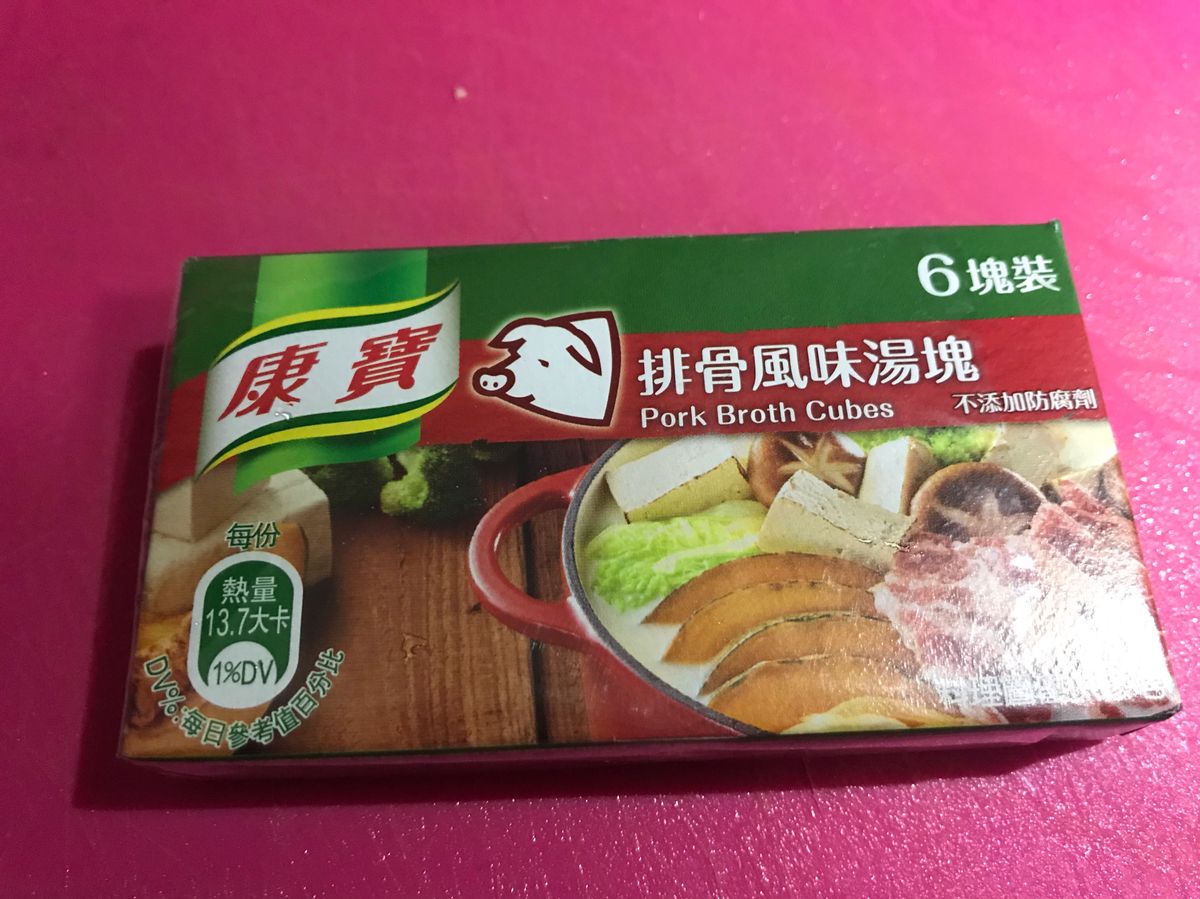 6塊裝
康寶
排骨風味湯塊
Pork Broth Cubes
不添加防腐劑
每份
熱量
13.7大卡
1%DV
DV%:每日參考值百分比